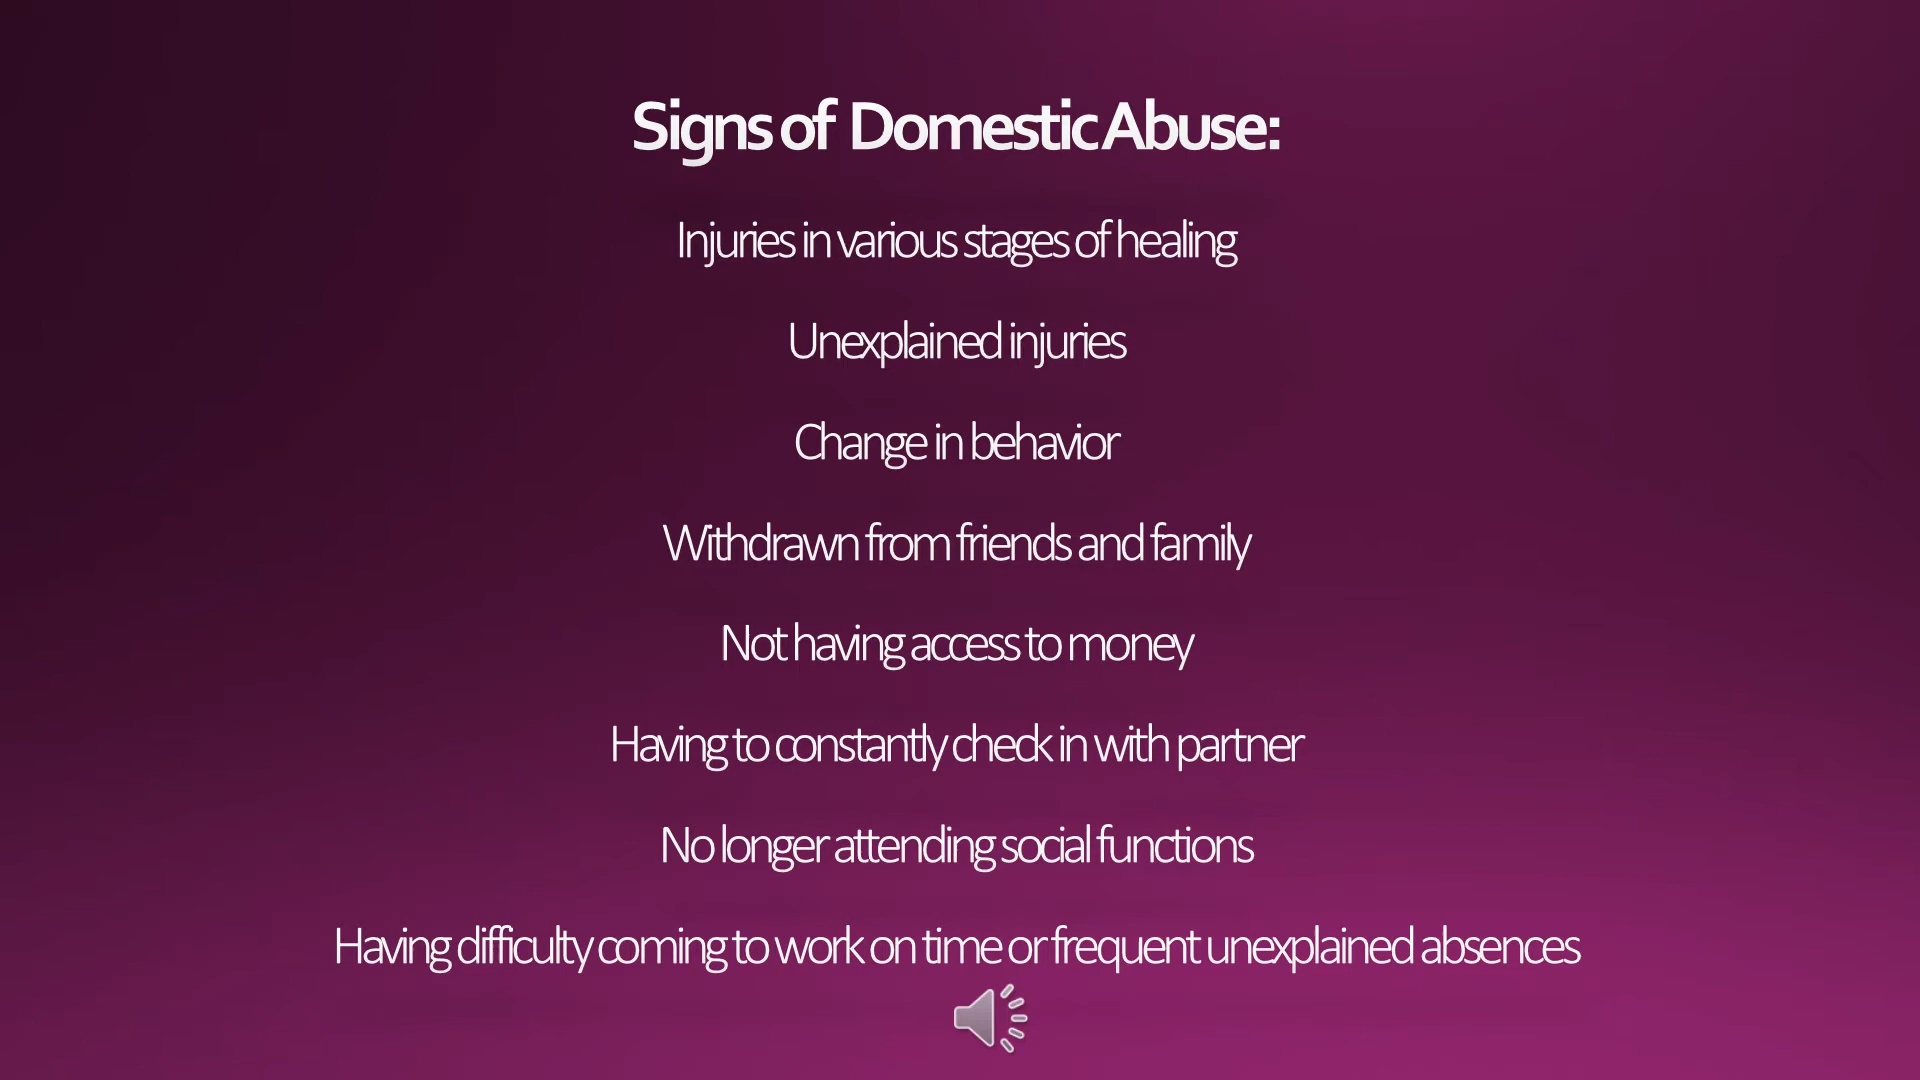 Signs of Domestic Abuse:
Injuries in various stages of healing
Unexplained injuries
Change in behavior
Withdrawn from friends and family
Not having access to money
Having to constantly check in with partner
No longer attending social functions
Having difficulty coming to work on time or frequent unexplained absences